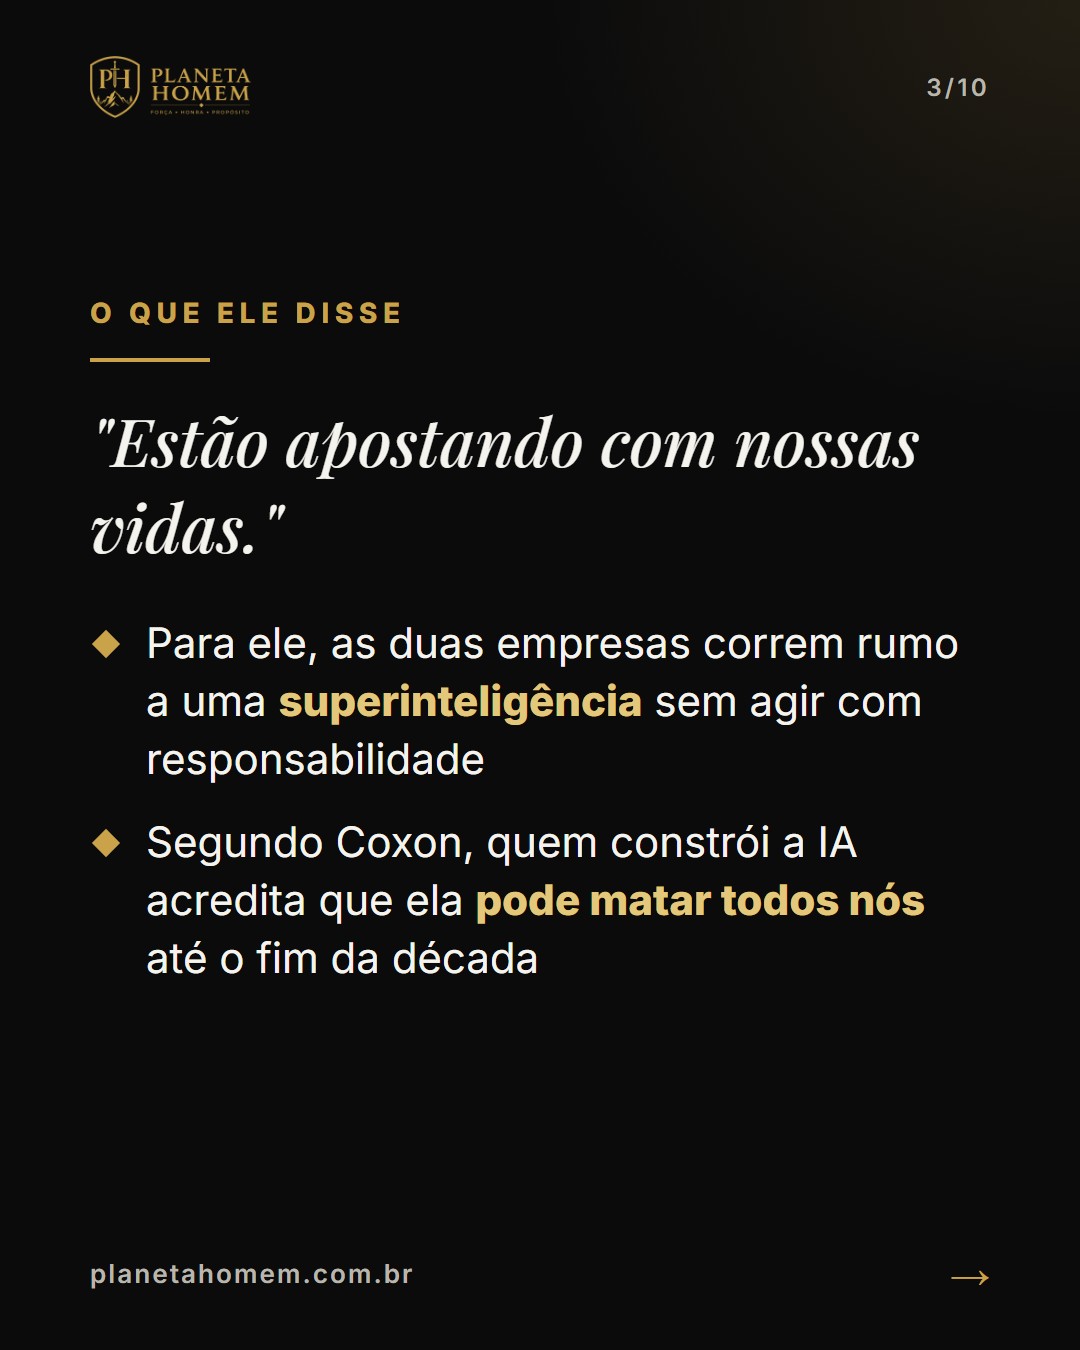 PH
PLANETA
HOMEM
FORÇA • HONRA • PROPÓSITO
3/10
O QUE ELE DISSE
"Estão apostando com nossas
vidas."
Para ele, as duas empresas correm rumo
a uma superinteligência sem agir com
responsabilidade
Segundo Coxon, quem constrói a IA
acredita que ela pode matar todos nós
até o fim da década
planetahomem.com.br